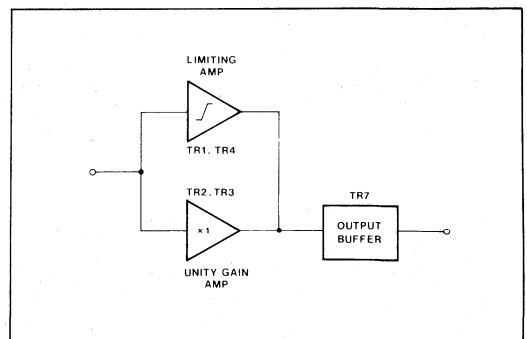 LIMITING
AMP
TR1, TR4
TR2, TR3
×1
UNITY GAIN
AMP
TR7
OUTPUT
BUFFER